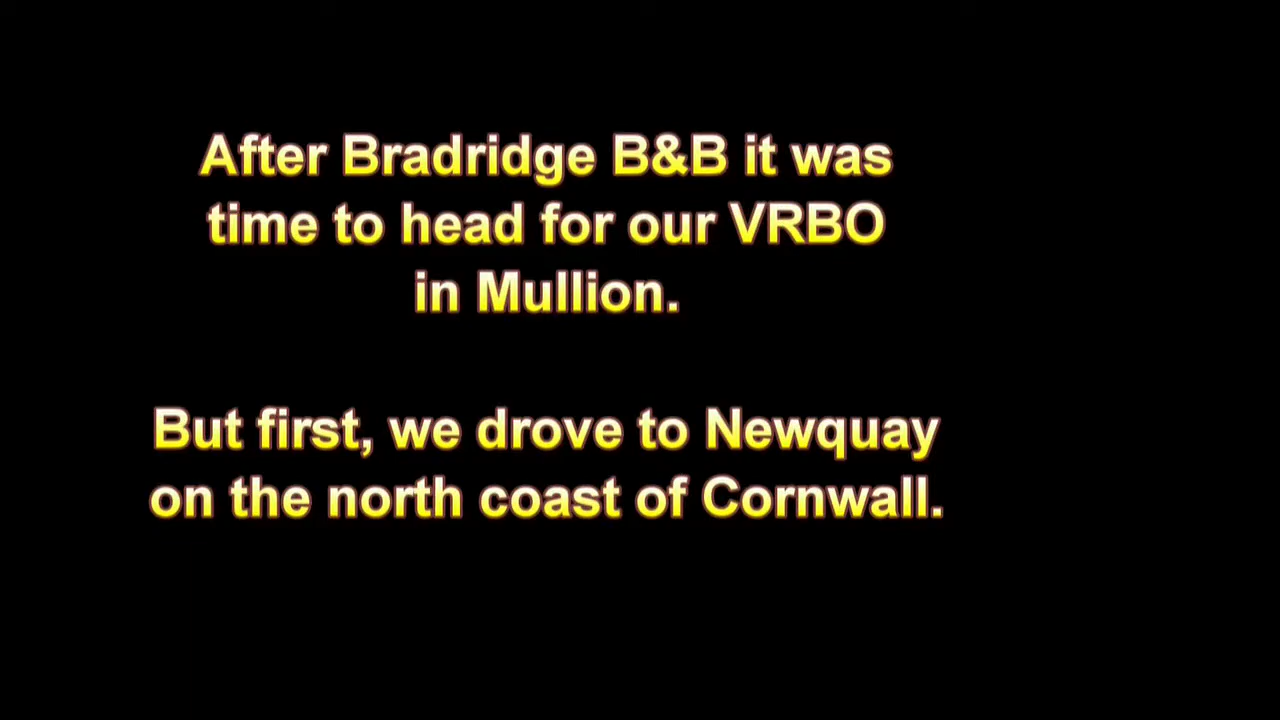 After Bradridge B&B it was
time to head for our VRBO
in Mullion.
But first, we drove to Newquay
on the north coast of Cornwall.